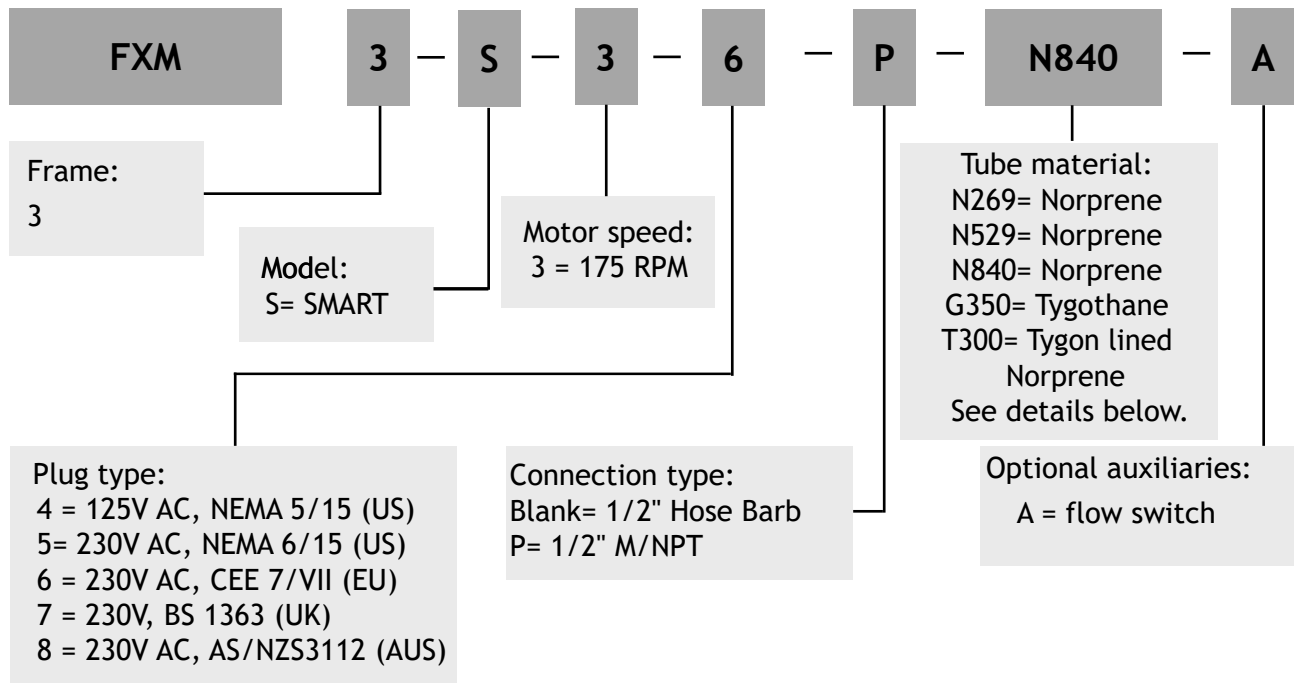 FXM 3 – S – 3 – 6 – P – N840 – A
Frame:
3
Model:
S= SMART
Motor speed:
3 = 175 RPM
Tube material:
N269= Norprene
N529= Norprene
N840= Norprene
G350= Tygothane
T300= Tygon lined
Norprene
See details below.
Plug type:
4 = 125V AC, NEMA 5/15 (US)
5= 230V AC, NEMA 6/15 (US)
6 = 230V AC, CEE 7/VII (EU)
7 = 230V, BS 1363 (UK)
8 = 230V AC, AS/NZS3112 (AUS)
Connection type:
Blank= 1/2" Hose Barb
P= 1/2" M/NPT
Optional auxiliaries:
A = flow switch